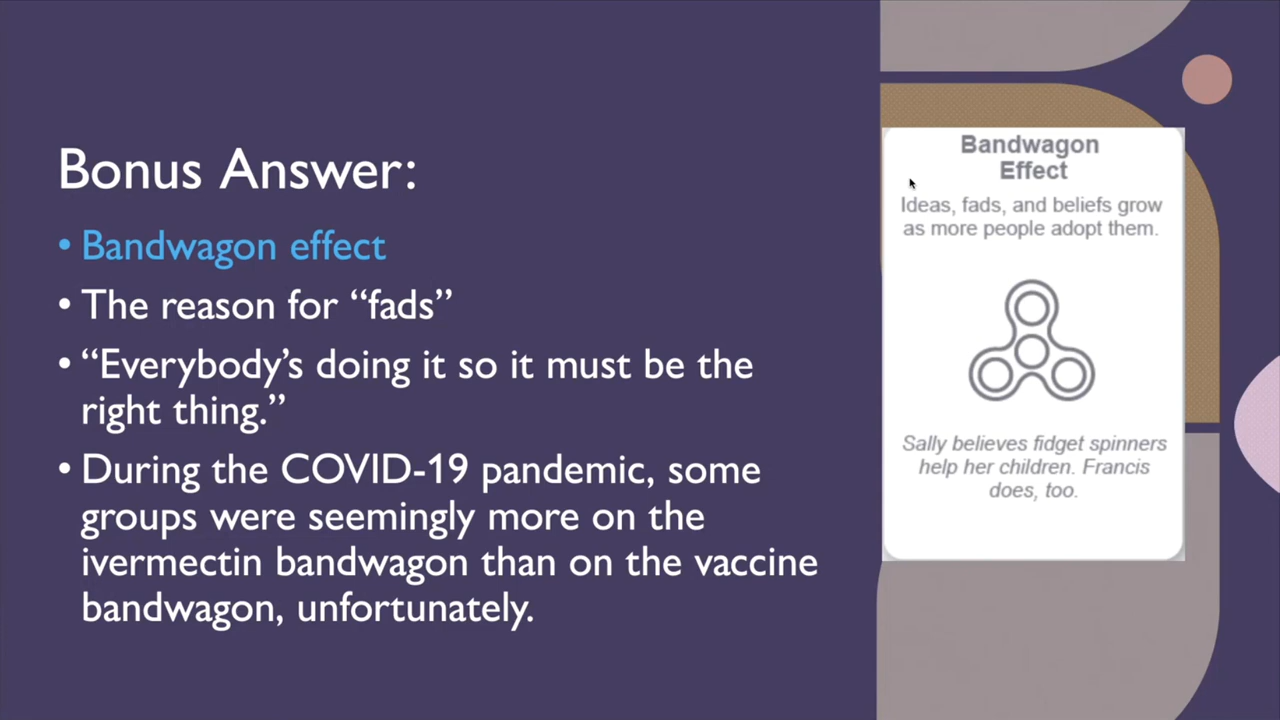 Bonus Answer:
• Bandwagon effect
• The reason for “fads”
• “Everybody’s doing it so it must be the
right thing.”
• During the COVID-19 pandemic, some
groups were seemingly more on the
ivermectin bandwagon than on the vaccine
bandwagon, unfortunately.
Bandwagon
Effect
Ideas, fads, and beliefs grow
as more people adopt them.
Sally believes fidget spinners
help her children. Francis
does, too.